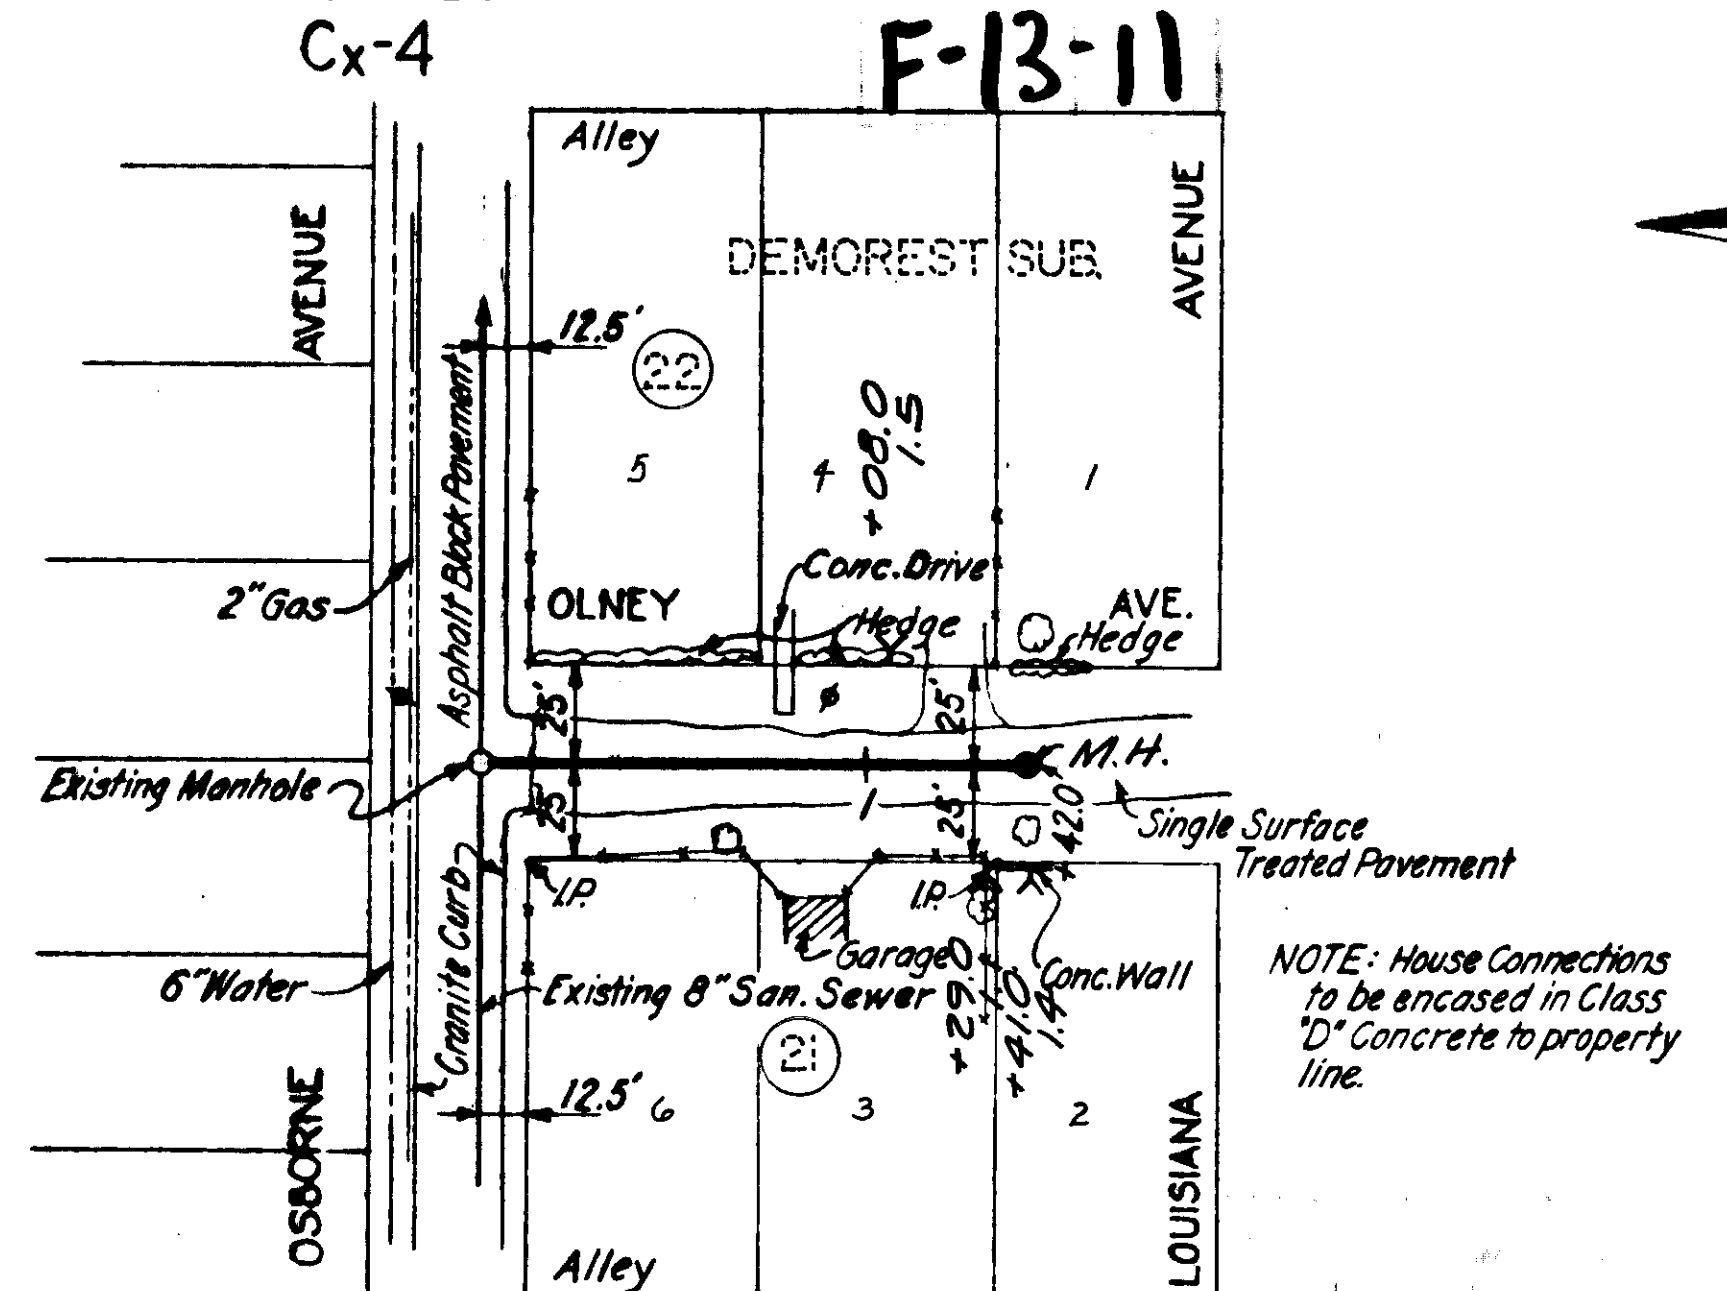 Cx-4
F-13-11
Alley
AVENUE
AVENUE
DEMOREST SUB.
12.5'
22
Asphalt Block Pavement
5
4
+08.0
1.5
1
Conc. Drive
2" Gas
OLNEY
AVE.
Hedge
Hedge
25'
25'
M.H.
Existing Manhole
25'
1
25'
42.0
Single Surface
Treated Pavement
I.P.
I.P.
Granite Curb
Garage
Conc. Wall
6" Water
Existing 8" San. Sewer
+29.0
1.0
+41.0
1.4
NOTE: House Connections
to be encased in Class
"D" Concrete to property
line.
21
12.5'
6
3
2
OSBORNE
LOUISIANA
Alley